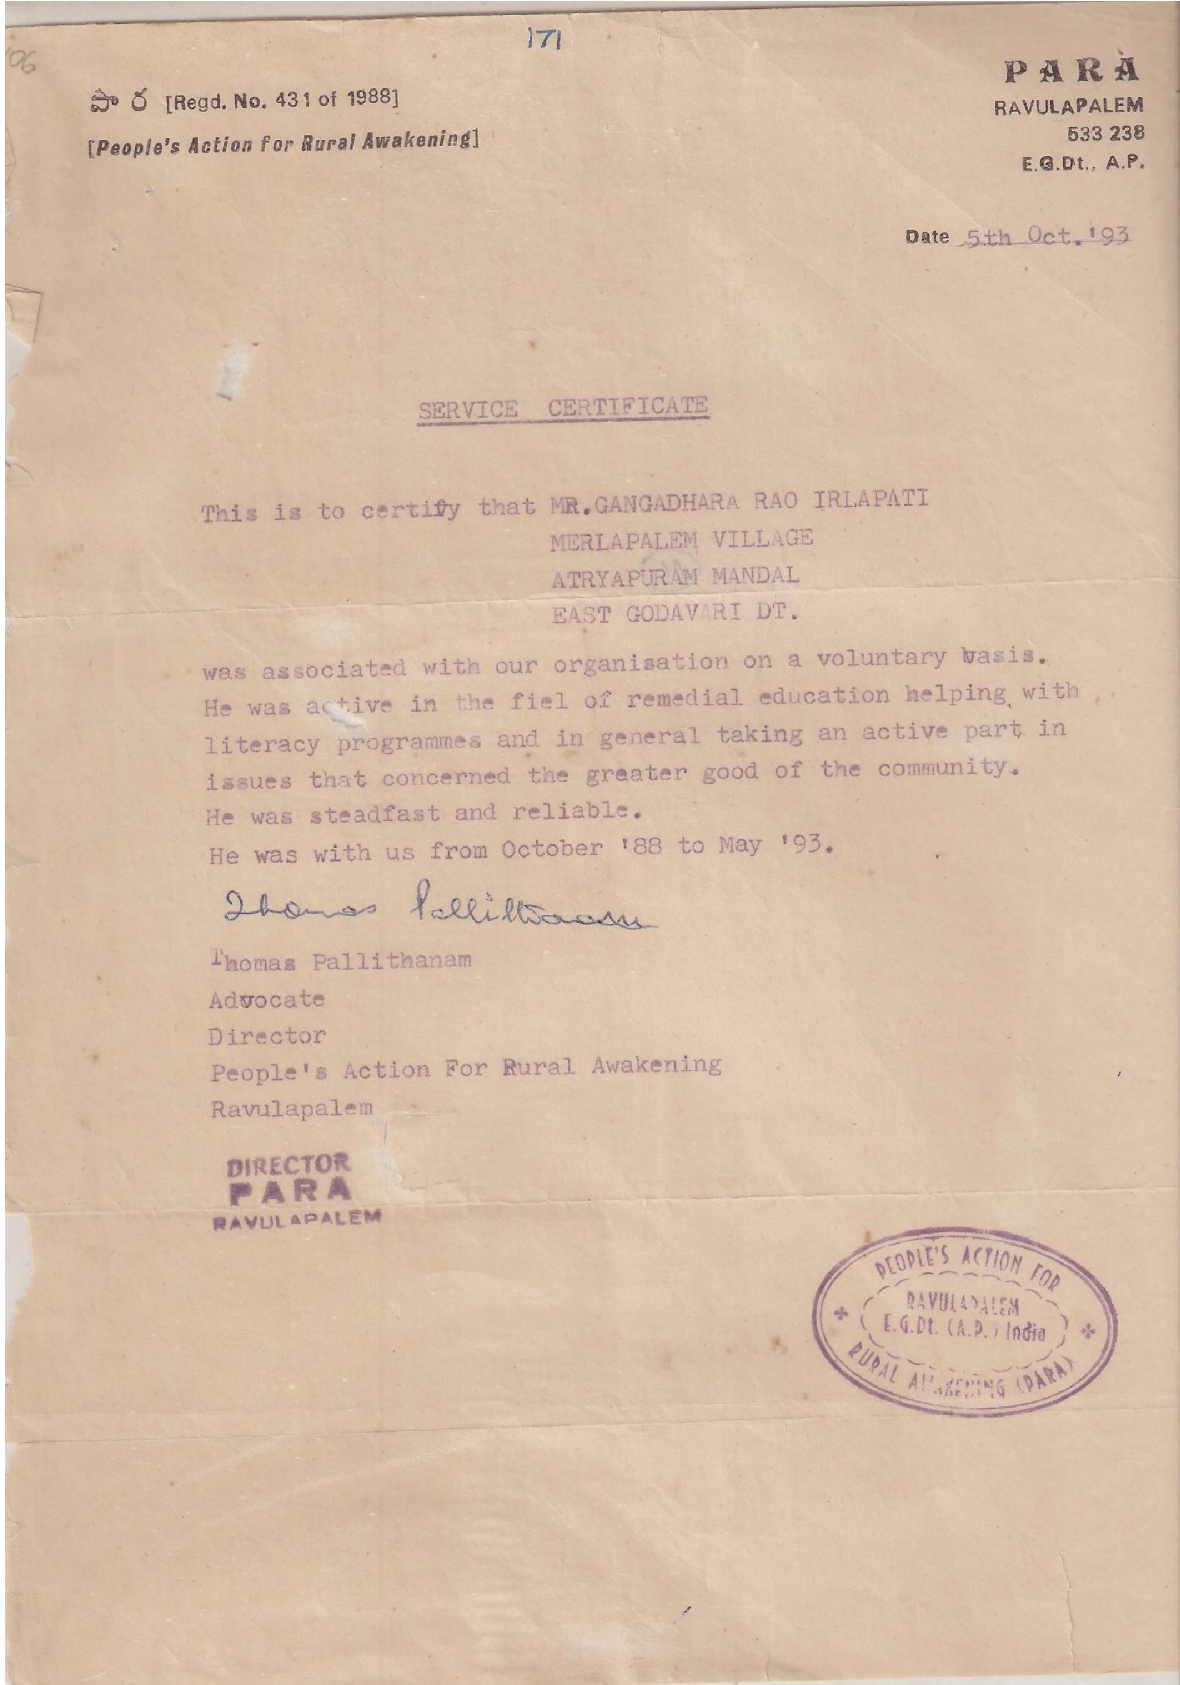 171
పా ర [Regd. No. 431 of 1988]
[People's Action for Rural Awakening]
PARA
RAVULAPALEM
533 238
E.G.Dt., A.P.
Date 5th Oct.'93
SERVICE CERTIFICATE
This is to certify that MR.GANGADHARA RAO IRLAPATI
MERLAPALEM VILLAGE
ATRYAPURAM MANDAL
EAST GODAVARI DT.
was associated with our organisation on a voluntary basis.
He was active in the fiel of remedial education helping with
literacy programmes and in general taking an active part in
issues that concerned the greater good of the community.
He was steadfast and reliable.
He was with us from October '88 to May '93.
Thomas Pallithanam
Thomas Pallithanam
Advocate
Director
People's Action For Rural Awakening
Ravulapalem
DIRECTOR
PARA
RAVULAPALEM
PEOPLE'S ACTION FOR
RAVULAPALEM
E.G.Dt. (A.P.) India
RURAL AWAKENING (PARA)